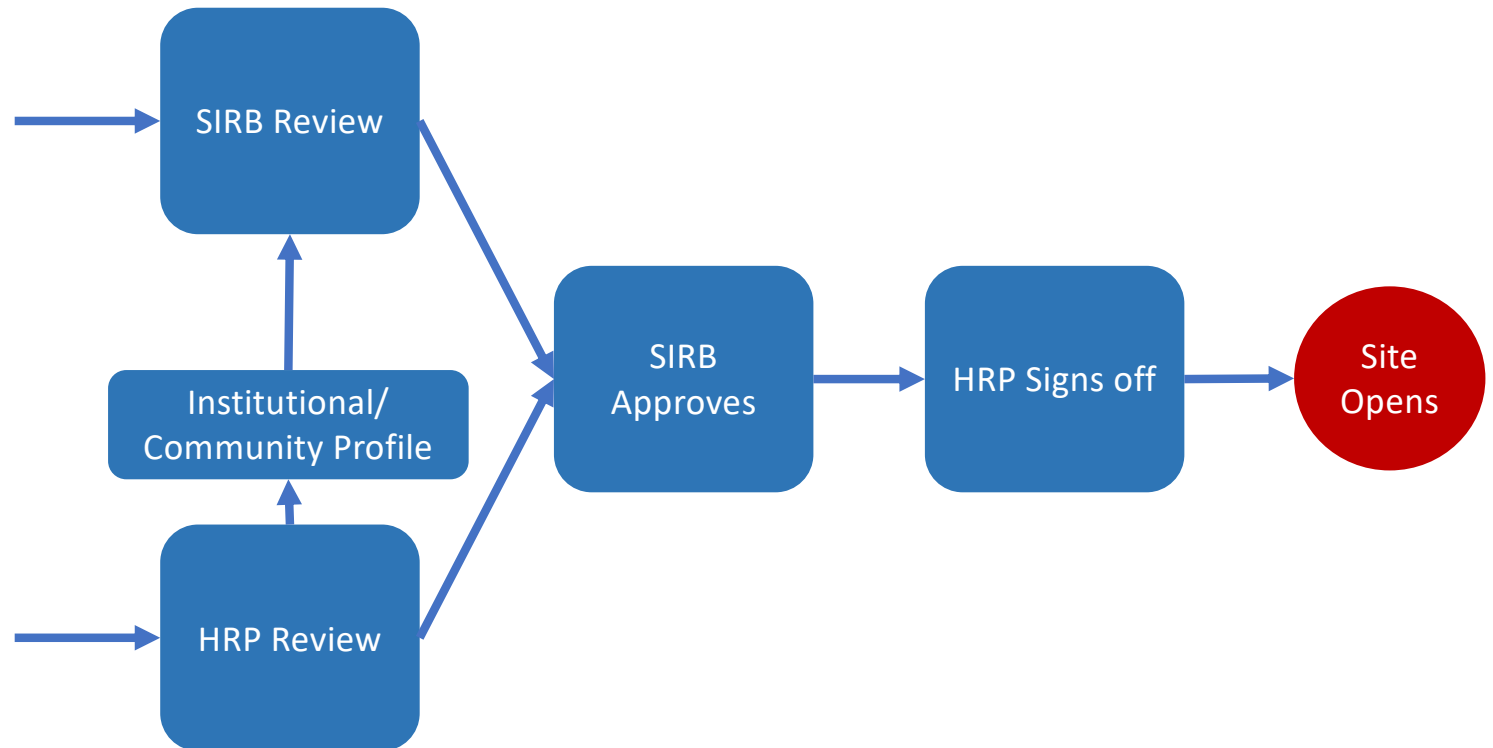 SIRB Review
Institutional/
Community Profile
HRP Review
SIRB
Approves
HRP Signs off
Site
Opens